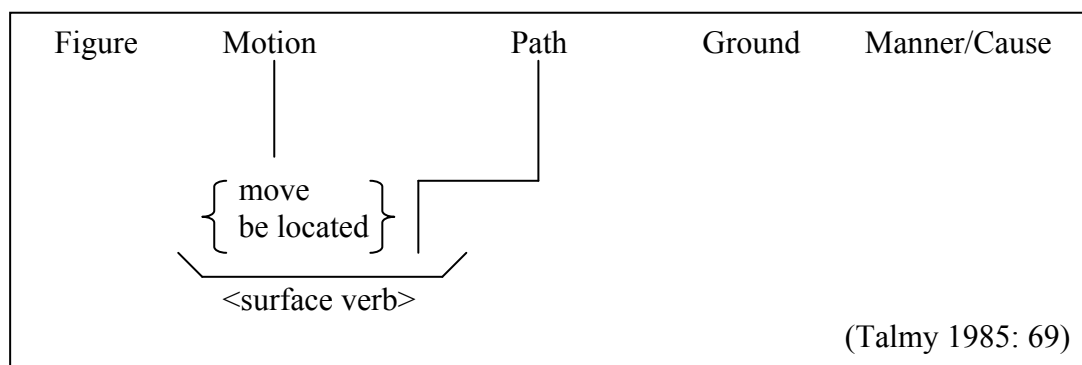 Figure Motion Path Ground Manner/Cause
move
be located
<surface verb>
(Talmy 1985: 69)